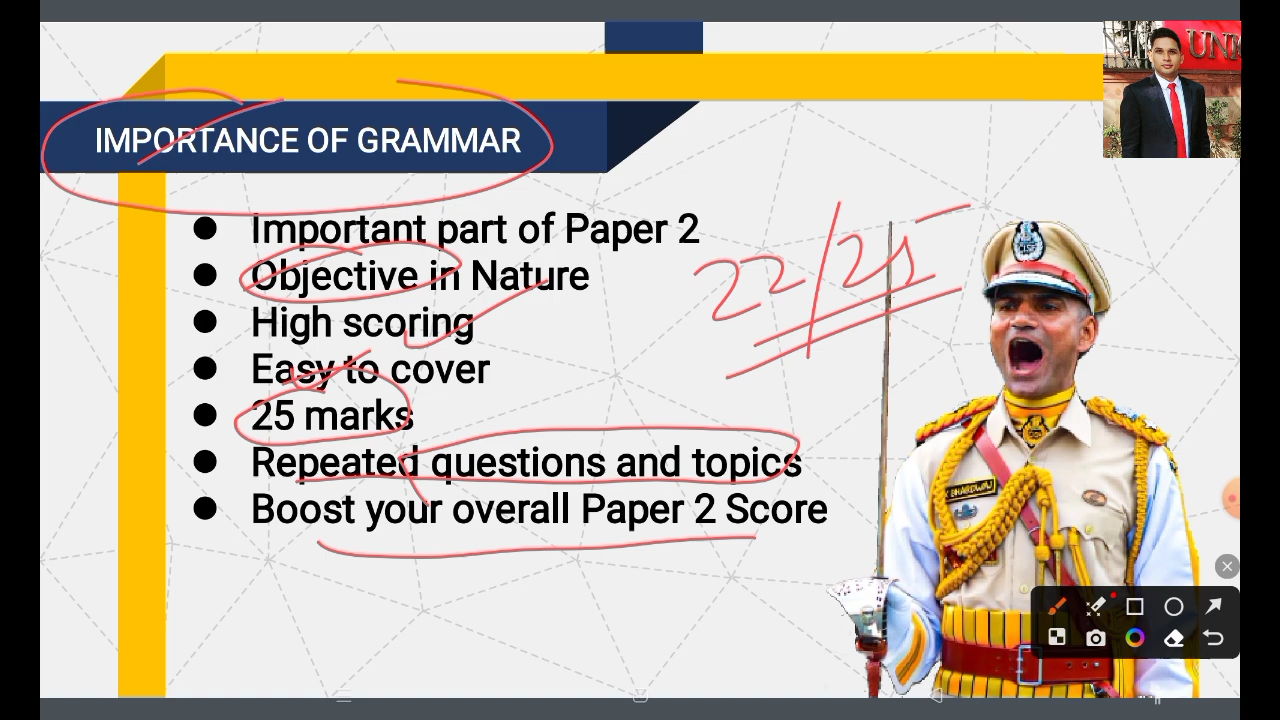 UNI
IMPORTANCE OF GRAMMAR
● Important part of Paper 2
● Objective in Nature
● High scoring
● Easy to cover
● 25 marks
● Repeated questions and topics
● Boost your overall Paper 2 Score
22/25